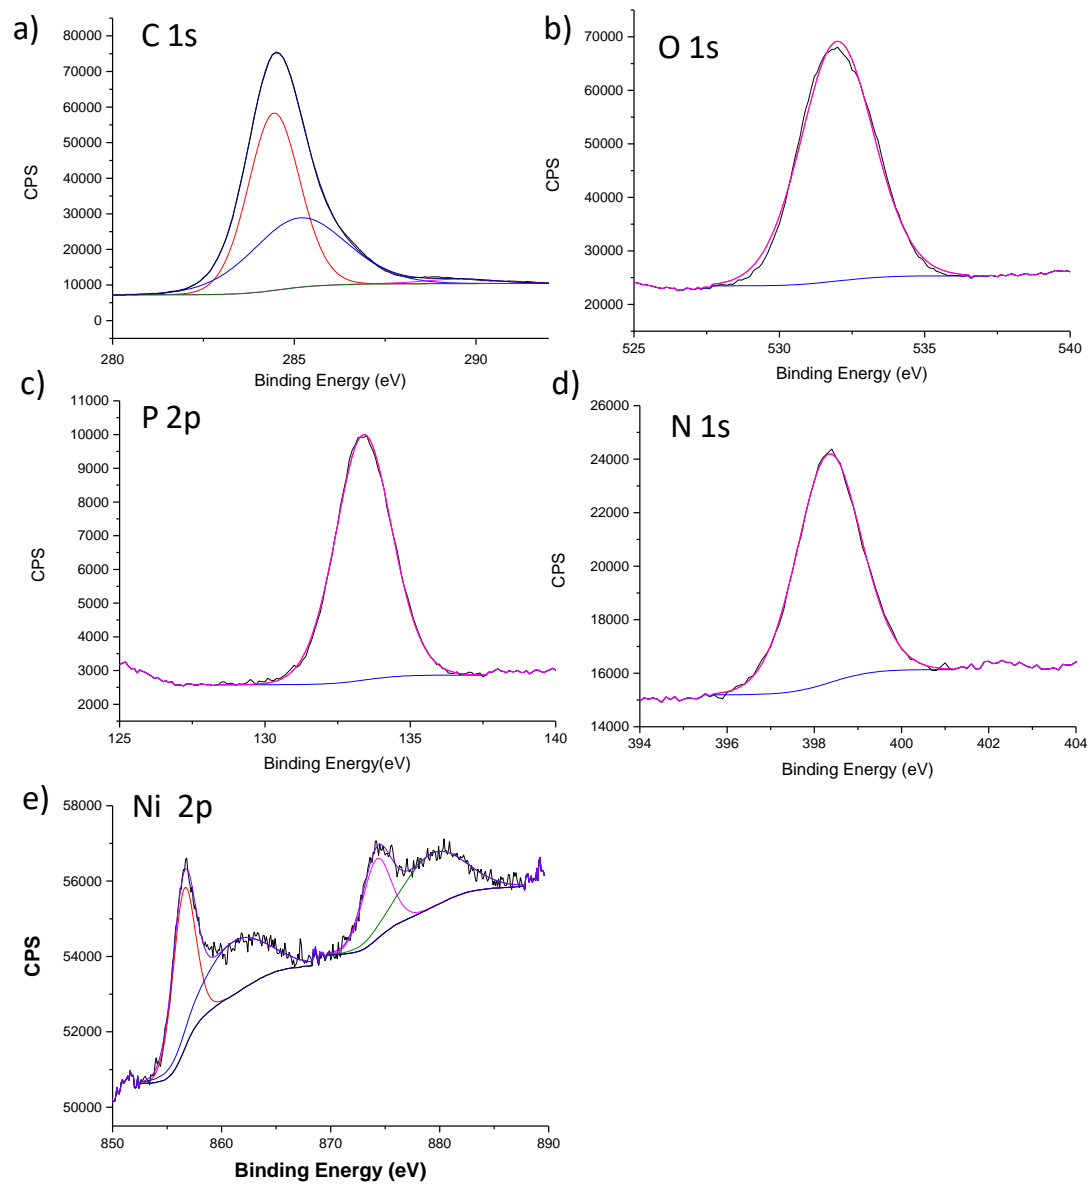 a)
C 1s
80000
70000
60000
50000
40000
30000
20000
10000
0
CPS
280
285
290
Binding Energy (eV)
b)
O 1s
70000
60000
50000
40000
30000
20000
CPS
525
530
535
540
Binding Energy (eV)
c)
P 2p
11000
10000
9000
8000
7000
6000
5000
4000
3000
2000
CPS
125
130
135
140
Binding Energy(eV)
d)
N 1s
26000
24000
22000
20000
18000
16000
14000
CPS
394
396
398
400
402
404
Binding Energy (eV)
e)
Ni 2p
58000
56000
54000
52000
50000
CPS
850
860
870
880
890
Binding Energy (eV)